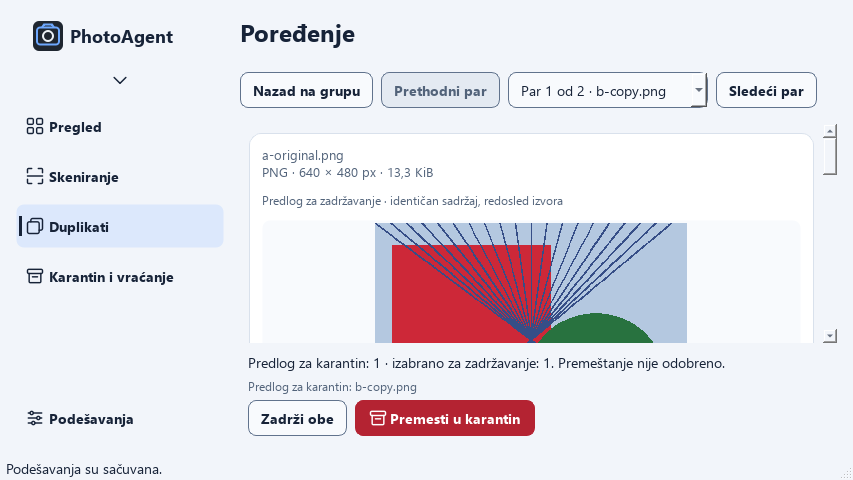 PhotoAgent
Pregled
Skeniranje
Duplikati
Karantin i vraćanje
Podešavanja
Poređenje
Nazad na grupu
Prethodni par
Par 1 od 2 · b-copy.png
Sledeći par
a-original.png
PNG · 640 × 480 px · 13,3 KiB
Predlog za zadržavanje · identičan sadržaj, redosled izvora
Predlog za karantin: 1 · izabrano za zadržavanje: 1. Premeštanje nije odobreno.
Predlog za karantin: b-copy.png
Zadrži obe
Premesti u karantin
Podešavanja su sačuvana.